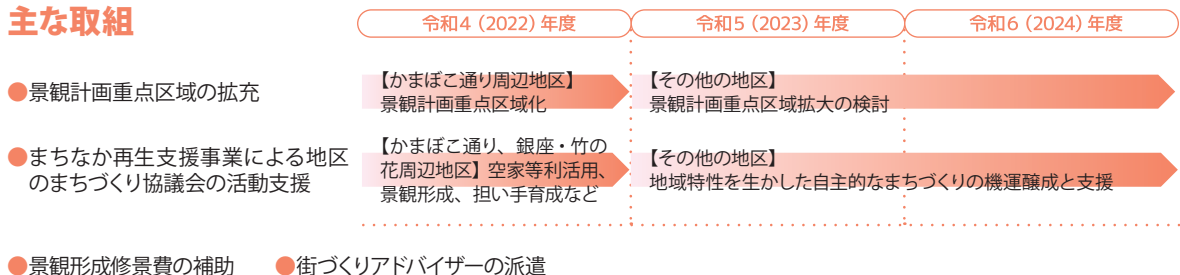 主な取組
令和4（2022）年度
令和5（2023）年度
令和6（2024）年度
●景観計画重点区域の拡充
【かまぼこ通り周辺地区】
景観計画重点区域化
【その他の地区】
景観計画重点区域拡大の検討
●まちなか再生支援事業による地区
のまちづくり協議会の活動支援
【かまぼこ通り、銀座・竹の
花周辺地区】空家等利活用、
景観形成、担い手育成など
【その他の地区】
地域特性を生かした自主的なまちづくりの機運醸成と支援
●景観形成修景費の補助 ●街づくりアドバイザーの派遣